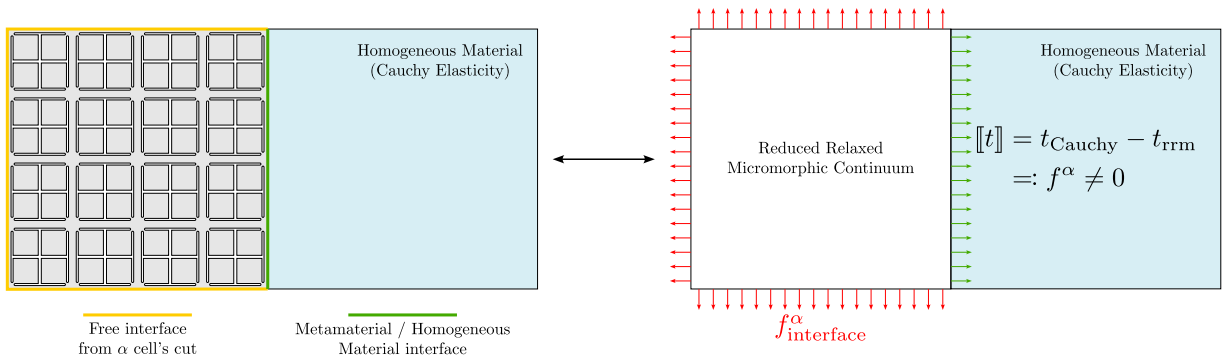 Homogeneous Material
(Cauchy Elasticity)
Free interface
from α cell's cut
Metamaterial / Homogeneous
Material interface
Reduced Relaxed
Micromorphic Continuum
Homogeneous Material
(Cauchy Elasticity)
⟦t⟧ = t_Cauchy − t_rrm
=: f^α ≠ 0
f^α_interface